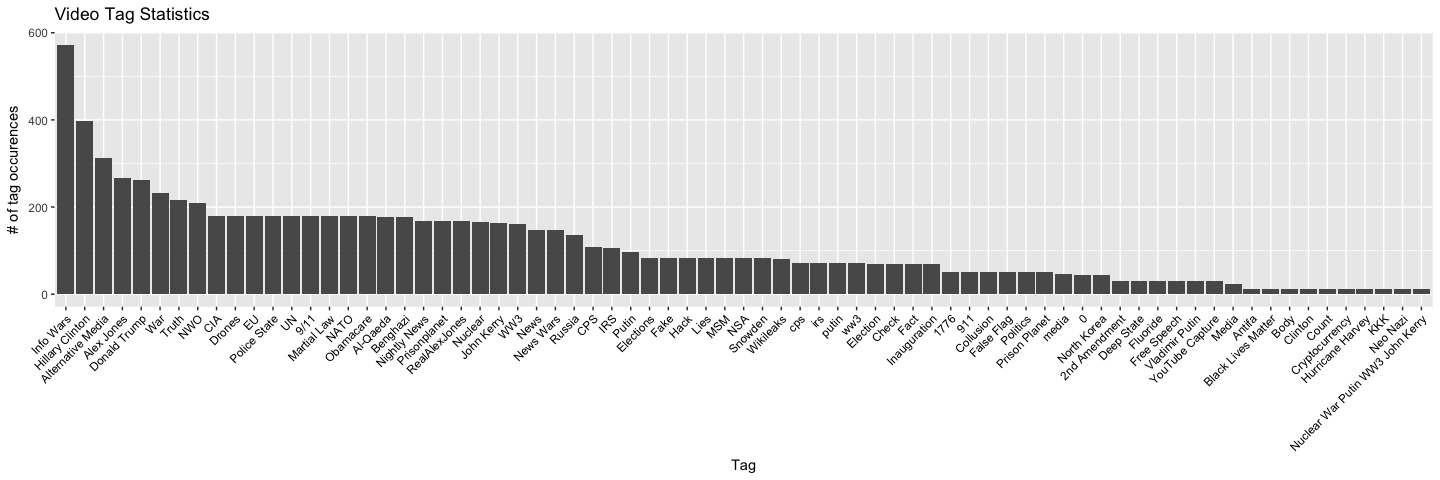 Video Tag Statistics
# of tag occurences
600
400
200
0
Info Wars
Hillary Clinton
Alternative Media
Alex Jones
Donald Trump
War
Truth
NWO
CIA
Drones
EU
Police State
UN
9/11
Martial Law
NATO
Obamacare
Al-Qaeda
Benghazi
Nightly News
Prisonplanet
RealAlexJones
Nuclear
John Kerry
WW3
News
News Wars
Russia
CPS
IRS
Putin
Elections
Fake
Hack
Lies
MSM
NSA
Snowden
Wikileaks
cps
irs
putin
ww3
Election
Check
Fact
Inauguration
1776
911
Collusion
False Flag
Politics
Prison Planet
media
0
North Korea
2nd Amendment
Deep State
Fluoride
Free Speech
Vladimir Putin
YouTube Capture
Media
Antifa
Black Lives Matter
Body
Clinton
Count
Cryptocurrency
Hurricane Harvey
KKK
Neo Nazi
Nuclear War Putin WW3 John Kerry
Tag